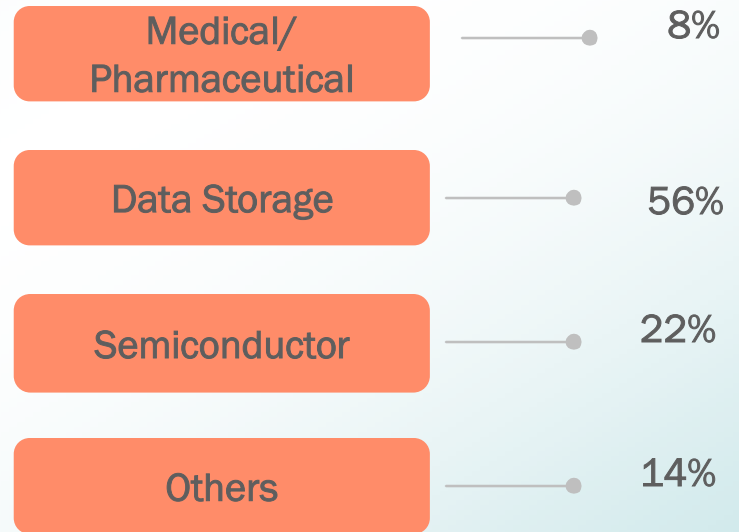 Medical/
Pharmaceutical
8%
Data Storage
56%
Semiconductor
22%
Others
14%